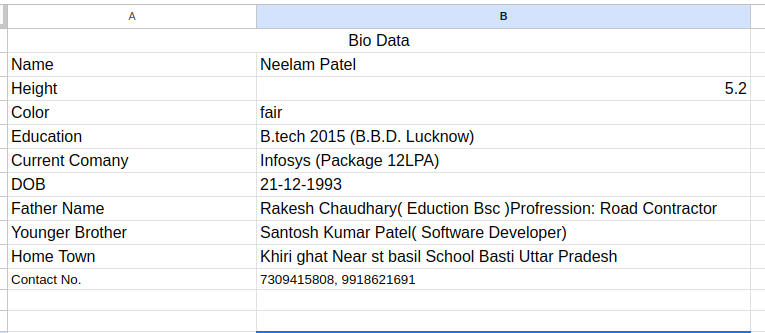 A B
Bio Data
Name Neelam Patel
Height 5.2
Color fair
Education B.tech 2015 (B.B.D. Lucknow)
Current Comany Infosys (Package 12LPA)
DOB 21-12-1993
Father Name Rakesh Chaudhary( Eduction Bsc )Profression: Road Contractor
Younger Brother Santosh Kumar Patel( Software Developer)
Home Town Khiri ghat Near st basil School Basti Uttar Pradesh
Contact No. 7309415808, 9918621691